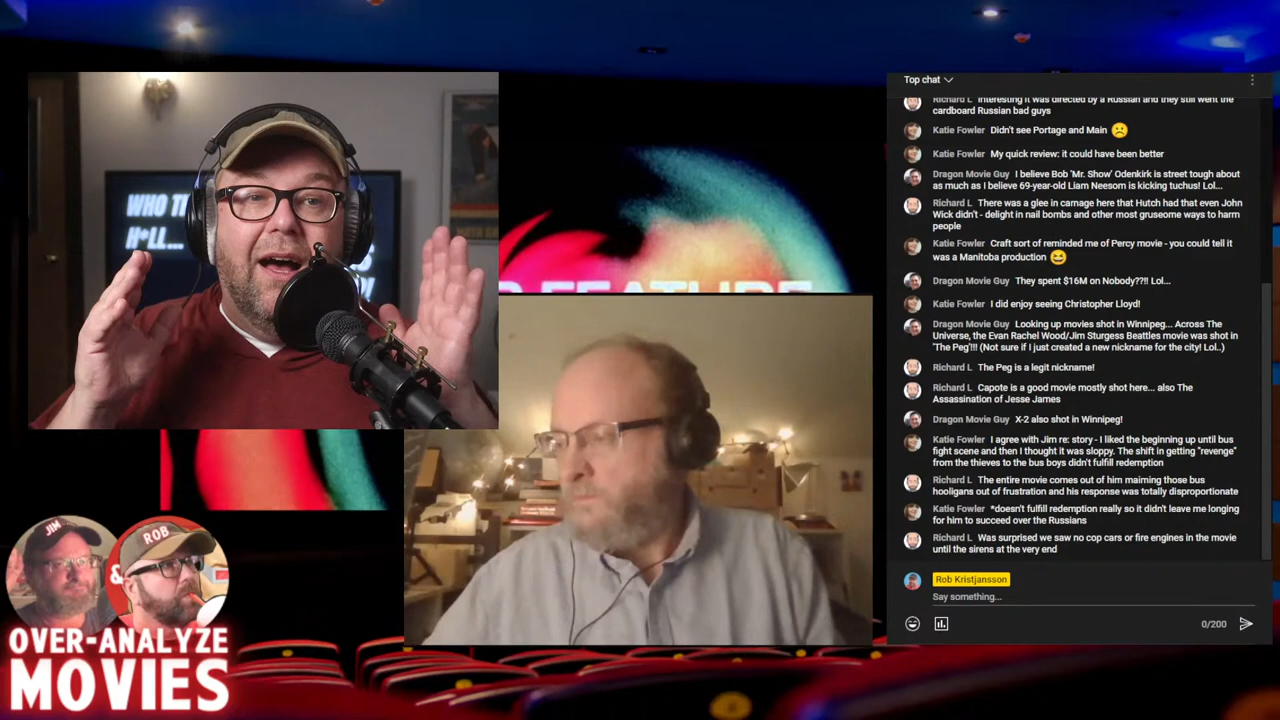 WHO T
H*LL...
D FEATURE
JIM
ROB
&
OVER-ANALYZE
MOVIES
Top chat
Richard L Interesting it was directed by a Russian and they still went the
cardboard Russian bad guys
Katie Fowler Didn't see Portage and Main ☹️
Katie Fowler My quick review: it could have been better
Dragon Movie Guy I believe Bob 'Mr. Show' Odenkirk is street tough about
as much as I believe 69-year-old Liam Neesom is kicking tuchus! Lol...
Richard L There was a glee in carnage here that Hutch had that even John
Wick didn't - delight in nail bombs and other most gruseome ways to harm
people
Katie Fowler Craft sort of reminded me of Percy movie - you could tell it
was a Manitoba production 😆
Dragon Movie Guy They spent $16M on Nobody??!! Lol...
Katie Fowler I did enjoy seeing Christopher Lloyd!
Dragon Movie Guy Looking up movies shot in Winnipeg... Across The
Universe, the Evan Rachel Wood/Jim Sturgess Beattles movie was shot in
'The Peg'!!! (Not sure if I just created a new nickname for the city! Lol..)
Richard L The Peg is a legit nickname!
Richard L Capote is a good movie mostly shot here... also The
Assassination of Jesse James
Dragon Movie Guy X-2 also shot in Winnipeg!
Katie Fowler I agree with Jim re: story - I liked the beginning up until bus
fight scene and then I thought it was sloppy. The shift in getting "revenge"
from the thieves to the bus boys didn't fulfill redemption
Richard L The entire movie comes out of him maiming those bus
hooligans out of frustration and his response was totally disproportionate
Katie Fowler *doesn't fulfill redemption really so it didn't leave me longing
for him to succeed over the Russians
Richard L Was surprised we saw no cop cars or fire engines in the movie
until the sirens at the very end
Rob Kristjansson
Say something...
0/200